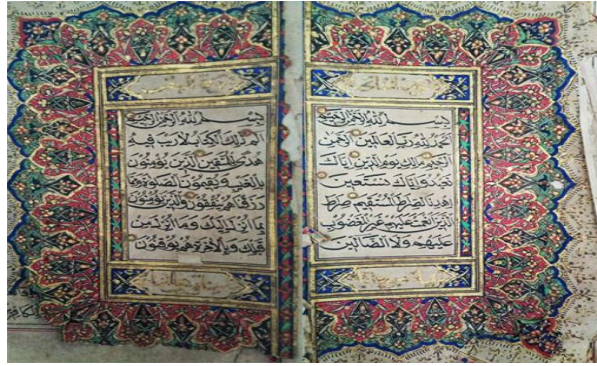 بسم الله الرحمن الرحيم
الحمد لله رب العالمين الرحمن
الرحيم مالك يوم الدين اياك
نعبد واياك نستعين
اهدنا الصراط المستقيم صراط
الذين انعمت عليهم غير المغضوب
عليهم ولا الضالين
بسم الله الرحمن الرحيم
الم ذلك الكتاب لا ريب فيه
هدى للمتقين الذين يؤمنون
بالغيب ويقيمون الصلوة ومما
رزقناهم ينفقون والذين يؤمنون
بما انزل اليك وما انزل من
قبلك وبالاخرة هم يوقنون